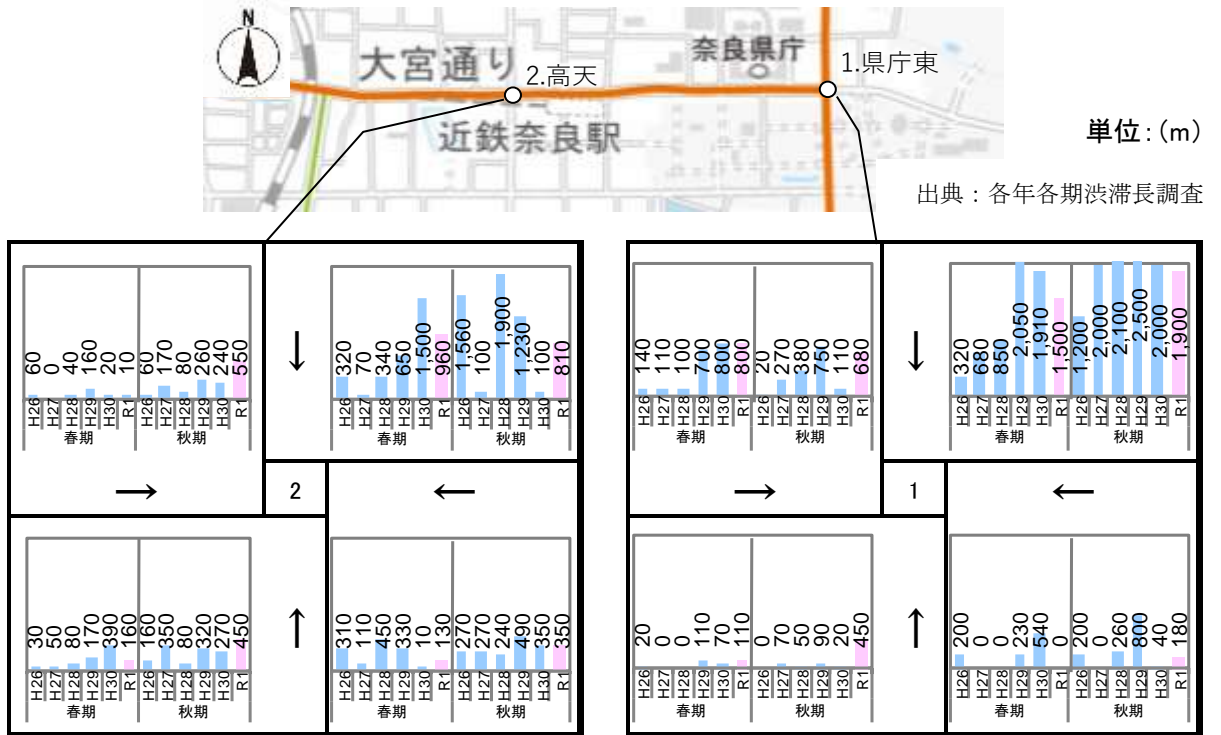 N
大宮通り
2.高天
奈良県庁
1.県庁東
近鉄奈良駅
単位：(m)
出典：各年各期渋滞長調査
60 0 40 160 20 10 60 170 80 260 240 550
H26 H27 H28 H29 H30 R1 H26 H27 H28 H29 H30 R1
春期 秋期
↓
320 70 340 650 1,500 960 1,560 100 1,900 1,230 100 810
H26 H27 H28 H29 H30 R1 H26 H27 H28 H29 H30 R1
春期 秋期
→ 2 ←
30 50 80 170 390 160 160 350 80 320 270 450
H26 H27 H28 H29 H30 R1 H26 H27 H28 H29 H30 R1
春期 秋期
↑
310 110 450 330 10 130 270 270 240 490 350 350
H26 H27 H28 H29 H30 R1 H26 H27 H28 H29 H30 R1
春期 秋期
140 110 100 700 800 800 20 270 380 750 110 680
H26 H27 H28 H29 H30 R1 H26 H27 H28 H29 H30 R1
春期 秋期
↓
320 680 850 2,050 1,910 1,500 1,200 2,000 2,100 2,500 2,000 1,900
H26 H27 H28 H29 H30 R1 H26 H27 H28 H29 H30 R1
春期 秋期
→ 1 ←
20 0 0 110 70 110 0 70 50 90 20 450
H26 H27 H28 H29 H30 R1 H26 H27 H28 H29 H30 R1
春期 秋期
↑
200 0 0 230 540 0 200 0 260 800 40 180
H26 H27 H28 H29 H30 R1 H26 H27 H28 H29 H30 R1
春期 秋期